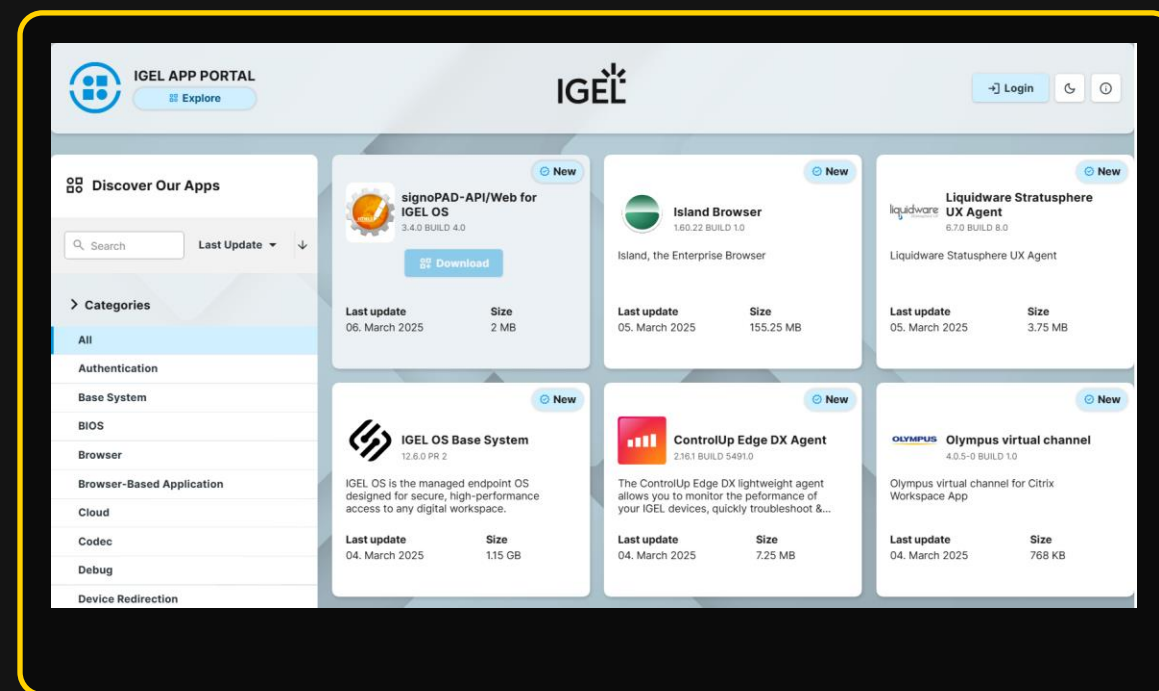 IGEL APP PORTAL
Explore
IGEL
Login
Discover Our Apps
Search
Last Update
Categories
All
Authentication
Base System
BIOS
Browser
Browser-Based Application
Cloud
Codec
Debug
Device Redirection
New
signoPAD-API/Web for
IGEL OS
3.4.0 BUILD 4.0
Download
Last update
Size
06. March 2025
2 MB
New
Island Browser
1.60.22 BUILD 1.0
Island, the Enterprise Browser
Last update
Size
05. March 2025
155.25 MB
New
liquidware
Liquidware Stratusphere
UX Agent
6.7.0 BUILD 8.0
Liquidware Statusphere UX Agent
Last update
Size
05. March 2025
3.75 MB
New
IGEL OS Base System
12.6.0 PR 2
IGEL OS is the managed endpoint OS
designed for secure, high-performance
access to any digital workspace.
Last update
Size
04. March 2025
1.15 GB
New
ControlUp Edge DX Agent
2.16.1 BUILD 5491.0
The ControlUp Edge DX lightweight agent
allows you to monitor the peformance of
your IGEL devices, quickly troubleshoot &...
Last update
Size
04. March 2025
7.25 MB
New
OLYMPUS
Olympus virtual channel
4.0.5-0 BUILD 1.0
Olympus virtual channel for Citrix
Workspace App
Last update
Size
04. March 2025
768 KB